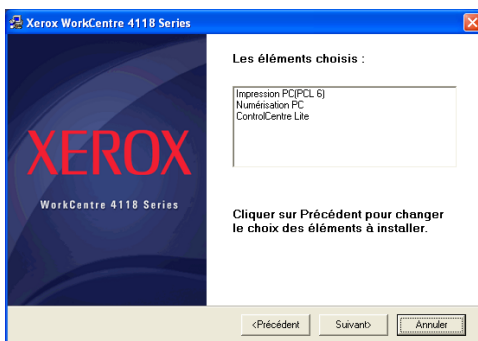 Xerox WorkCentre 4118 Series
Les éléments choisis :
Impression PC(PCL 6)
Numérisation PC
ControlCentre Lite
XEROX
WorkCentre 4118 Series
Cliquer sur Précédent pour changer
le choix des éléments à installer.
<Précédent
Suivant>
Annuler